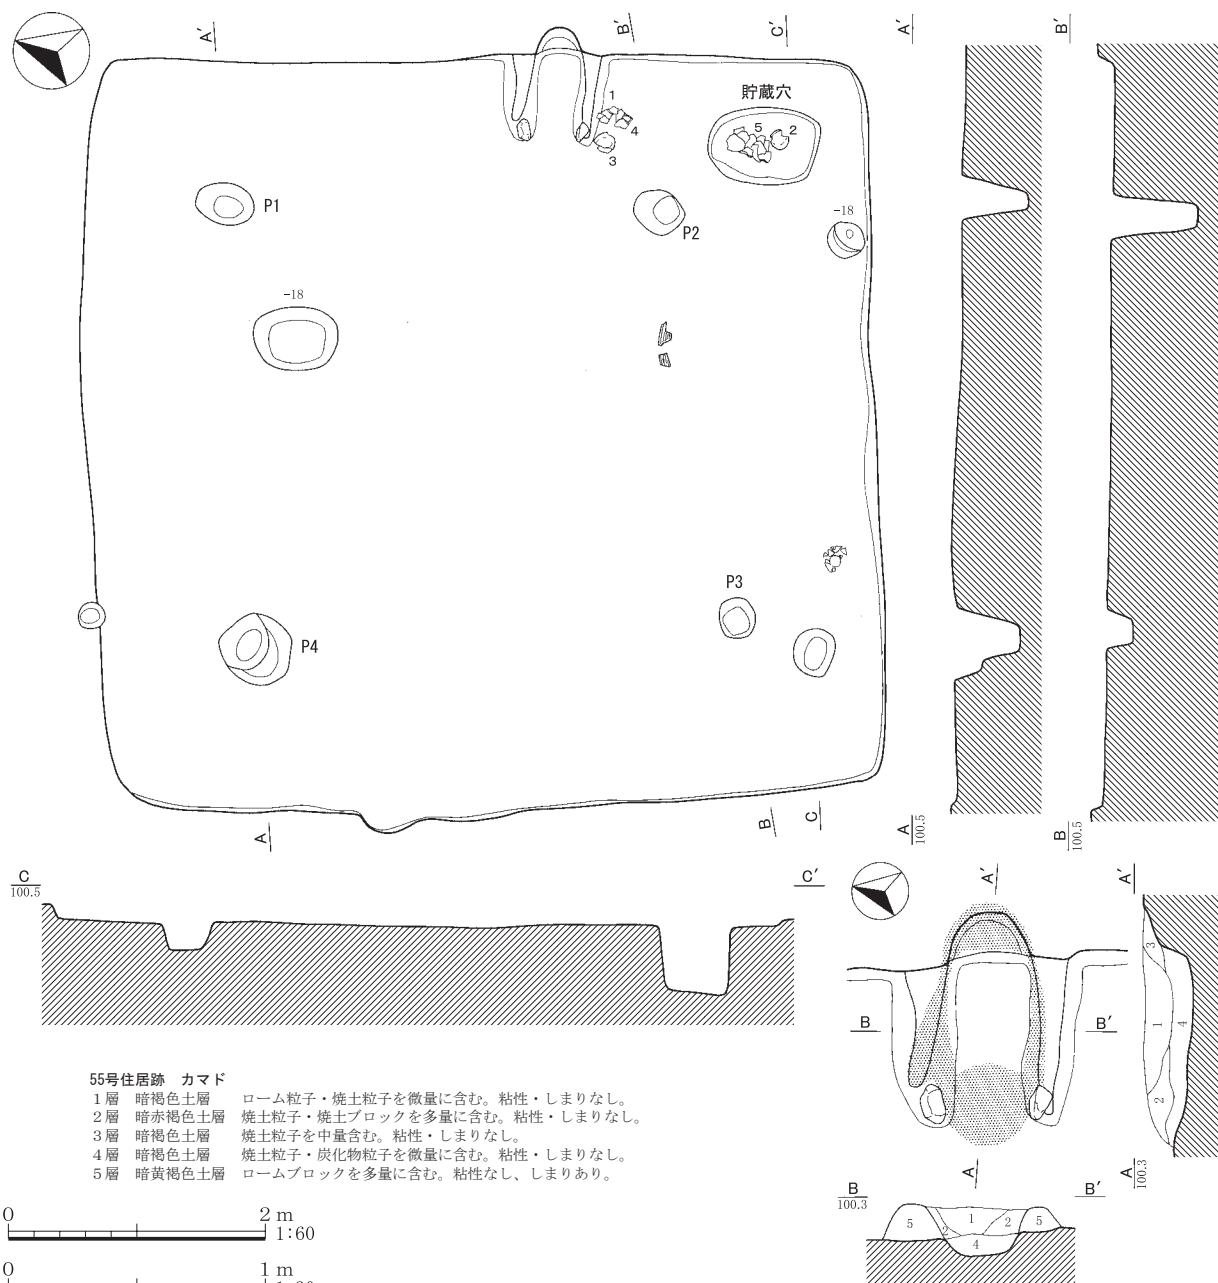 A′
B′
C′
A′
B′
貯蔵穴
1
4
3
5
2
P1
P2
-18
-18
P3
P4
A
B
C
A
100.5
B
100.5
C
100.5
C′
A′
A′
B
B′
A
A
100.3
3
1
4
2
B
100.3
B′
5
2
1
2
5
4
55号住居跡　カマド
1層　暗褐色土層　ローム粒子・焼土粒子を微量に含む。粘性・しまりなし。
2層　暗赤褐色土層　焼土粒子・焼土ブロックを多量に含む。粘性・しまりなし。
3層　暗褐色土層　焼土粒子を中量含む。粘性・しまりなし。
4層　暗褐色土層　焼土粒子・炭化物粒子を微量に含む。粘性・しまりなし。
5層　暗黄褐色土層　ロームブロックを多量に含む。粘性なし、しまりあり。
0
2 m
1:60
0
1 m